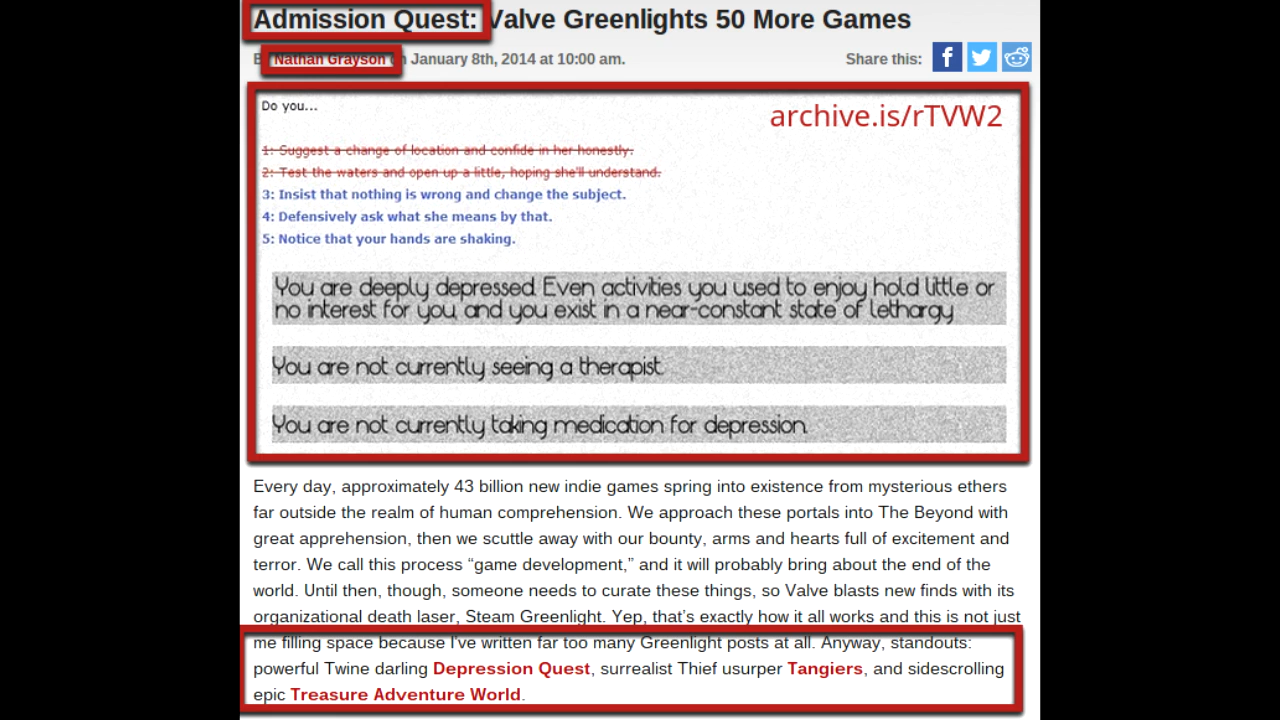 Admission Quest: Valve Greenlights 50 More Games
Nathan Grayson on January 8th, 2014 at 10:00 am.
Share this:
Do you...
archive.is/rTVW2
1: Suggest a change of location and confide in her honestly.
2: Test the waters and open up a little, hoping she'll understand.
3: Insist that nothing is wrong and change the subject.
4: Defensively ask what she means by that.
5: Notice that your hands are shaking.
You are deeply depressed. Even activities you used to enjoy hold little or
no interest for you, and you exist in a near-constant state of lethargy
You are not currently seeing a therapist.
You are not currently taking medication for depression.
Every day, approximately 43 billion new indie games spring into existence from mysterious ethers
far outside the realm of human comprehension. We approach these portals into The Beyond with
great apprehension, then we scuttle away with our bounty, arms and hearts full of excitement and
terror. We call this process “game development,” and it will probably bring about the end of the
world. Until then, though, someone needs to curate these things, so Valve blasts new finds with its
organizational death laser, Steam Greenlight. Yep, that’s exactly how it all works and this is not just
me filling space because I’ve written far too many Greenlight posts at all. Anyway, standouts:
powerful Twine darling Depression Quest, surrealist Thief usurper Tangiers, and sidescrolling
epic Treasure Adventure World.